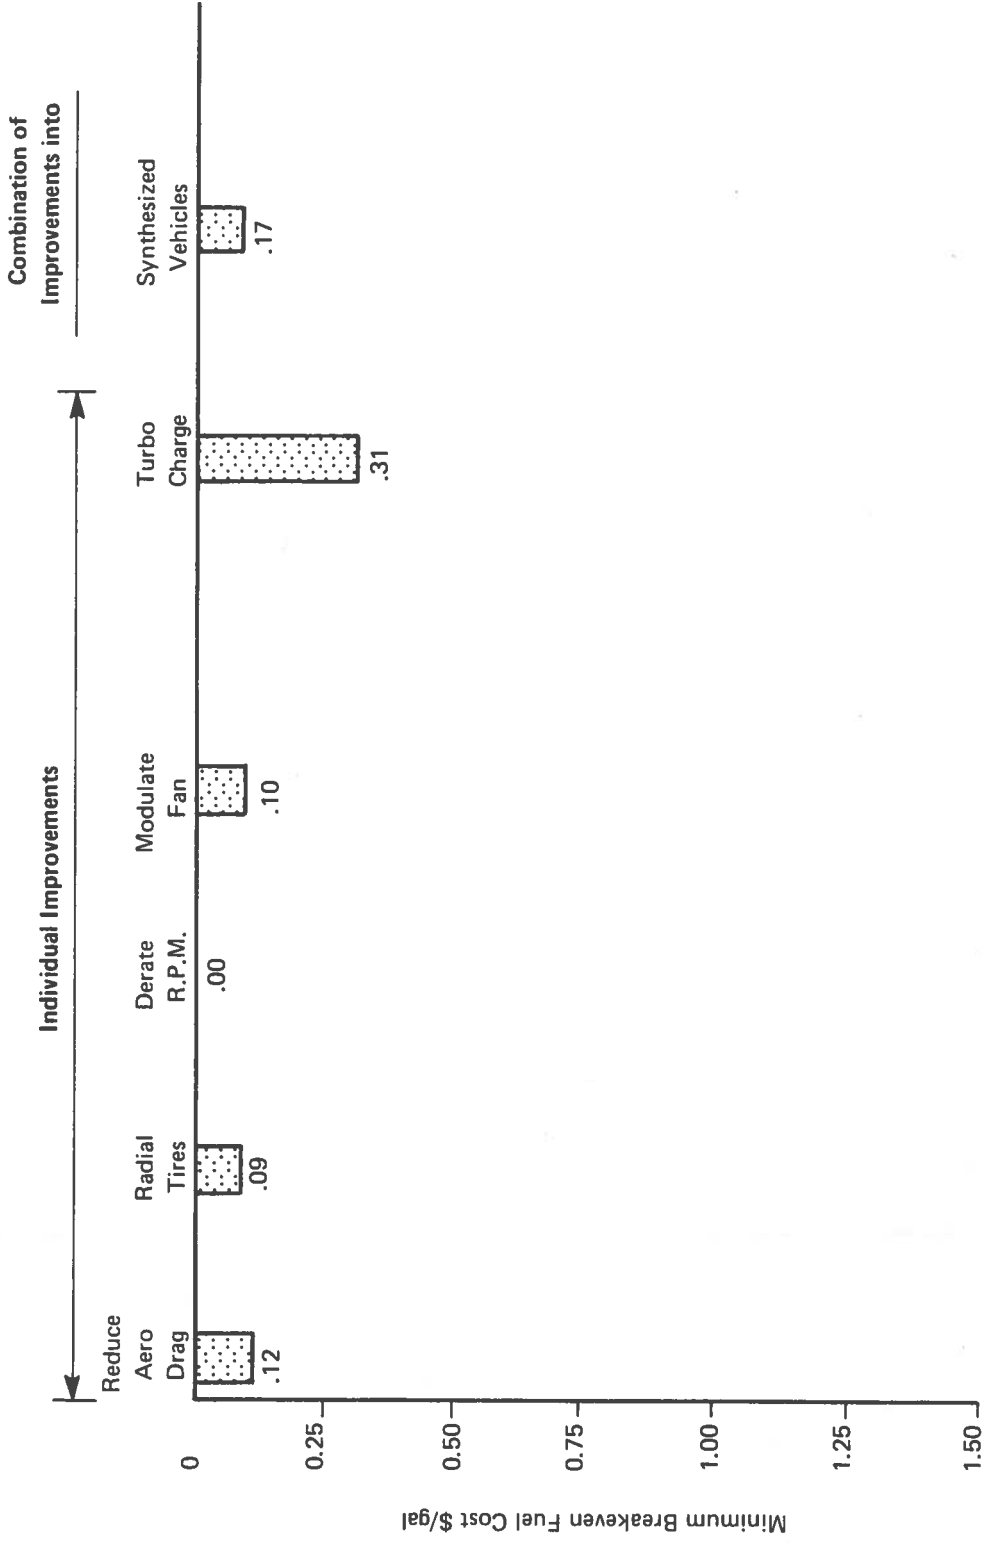 Individual Improvements
Combination of
Improvements into
Reduce
Aero
Drag
Radial
Tires
Derate
R.P.M.
Modulate
Fan
Turbo
Charge
Synthesized
Vehicles
.12
.09
.00
.10
.31
.17
0
0.25
0.50
0.75
1.00
1.25
1.50
Minimum Breakeven Fuel Cost $/gal